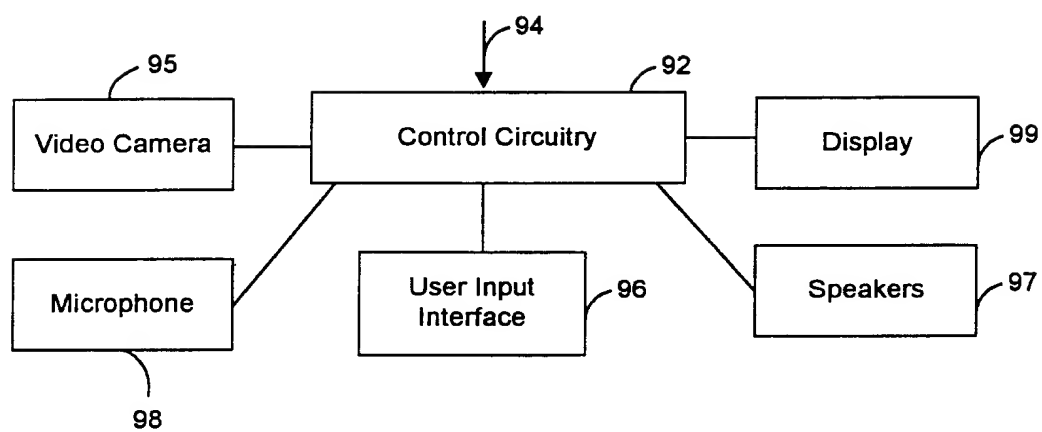 94
95
92
Video Camera
Control Circuitry
Display
99
Microphone
User Input
Interface
96
Speakers
97
98